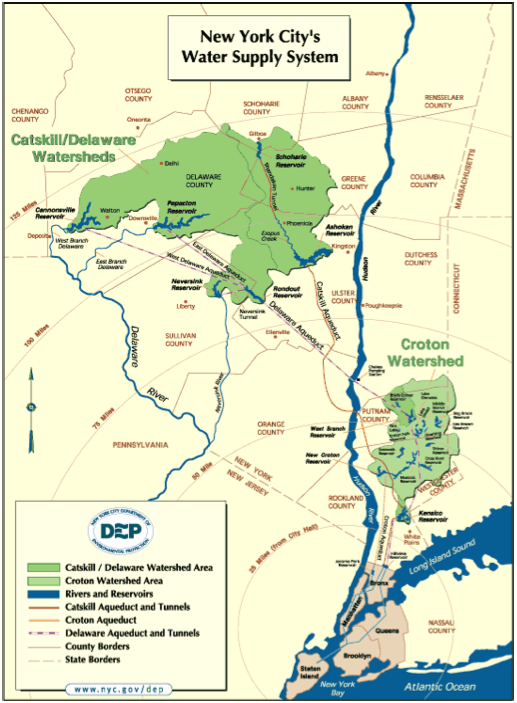 New York City's
Water Supply System
Albany
OTSEGO
COUNTY
SCHOHARIE
COUNTY
ALBANY
COUNTY
RENSSELAER
COUNTY
CHENANGO
COUNTY
Oneonta
Gilboa
Catskill/Delaware
Watersheds
Schoharie
Reservoir
Shandaken Tunnel
Delhi
DELAWARE
COUNTY
Hunter
GREENE
COUNTY
COLUMBIA
COUNTY
MASSACHUSETTS
125 Miles
Cannonsville
Reservoir
Walton
Pepacton
Reservoir
Downsville
Phoenicia
Esopus
Creek
Ashokan
Reservoir
Kingston
Hudson
River
Deposit
West Branch
Delaware
East Branch
Delaware
East Delaware Aqueduct
West Delaware Aqueduct
DUTCHESS
COUNTY
CONNECTICUT
Neversink
Reservoir
Rondout
Reservoir
Liberty
Neversink
Tunnel
ULSTER
COUNTY
Catskill Aqueduct
Delaware Aqueduct
Poughkeepsie
100 Miles
SULLIVAN
COUNTY
Ellenville
Delaware
River
Neversink River
Croton
Watershed
Chelsea
Pumping
Station
75 Miles
PENNSYLVANIA
ORANGE
COUNTY
PUTNAM
COUNTY
West Branch
Reservoir
New Croton
Reservoir
50 Mile
NEW YORK
NEW JERSEY
ROCKLAND
COUNTY
Hudson
River
WESTCHESTER
COUNTY
Kensico
Reservoir
White
Plains
25 Miles (From City Hall)
Croton Aqueduct
Hillview
Reservoir
Jerome Park
Reservoir
Long Island Sound
Bronx
Manhattan
Queens
NASSAU
COUNTY
Brooklyn
Staten
Island
New York
Bay
Atlantic Ocean
NEW YORK CITY DEPARTMENT OF
DEP
ENVIRONMENTAL PROTECTION
Catskill / Delaware Watershed Area
Croton Watershed Area
Rivers and Reservoirs
Catskill Aqueduct and Tunnels
Croton Aqueduct
Delaware Aqueduct and Tunnels
County Borders
State Borders
www.nyc.gov/dep